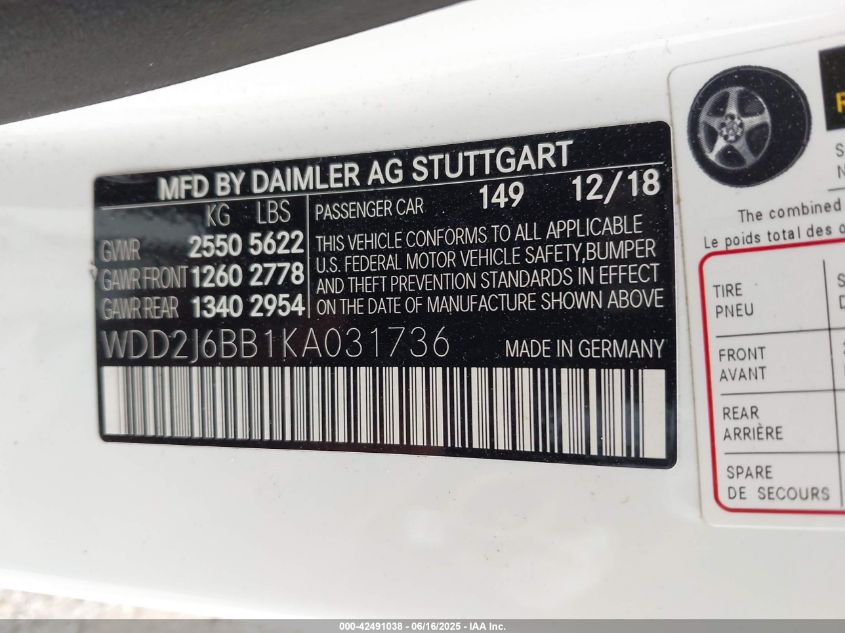 MFD BY DAIMLER AG STUTTGART
KG LBS
GVWR 2550 5622
GAWR FRONT 1260 2778
GAWR REAR 1340 2954
PASSENGER CAR 149 12/18
THIS VEHICLE CONFORMS TO ALL APPLICABLE
U.S. FEDERAL MOTOR VEHICLE SAFETY, BUMPER
AND THEFT PREVENTION STANDARDS IN EFFECT
ON THE DATE OF MANUFACTURE SHOWN ABOVE
WDD2J6BB1KA031736 MADE IN GERMANY
The combined
Le poids total des
TIRE
PNEU
FRONT
AVANT
REAR
ARRIÈRE
SPARE
DE SECOURS
000-42491038 - 06/16/2025 - IAA Inc.